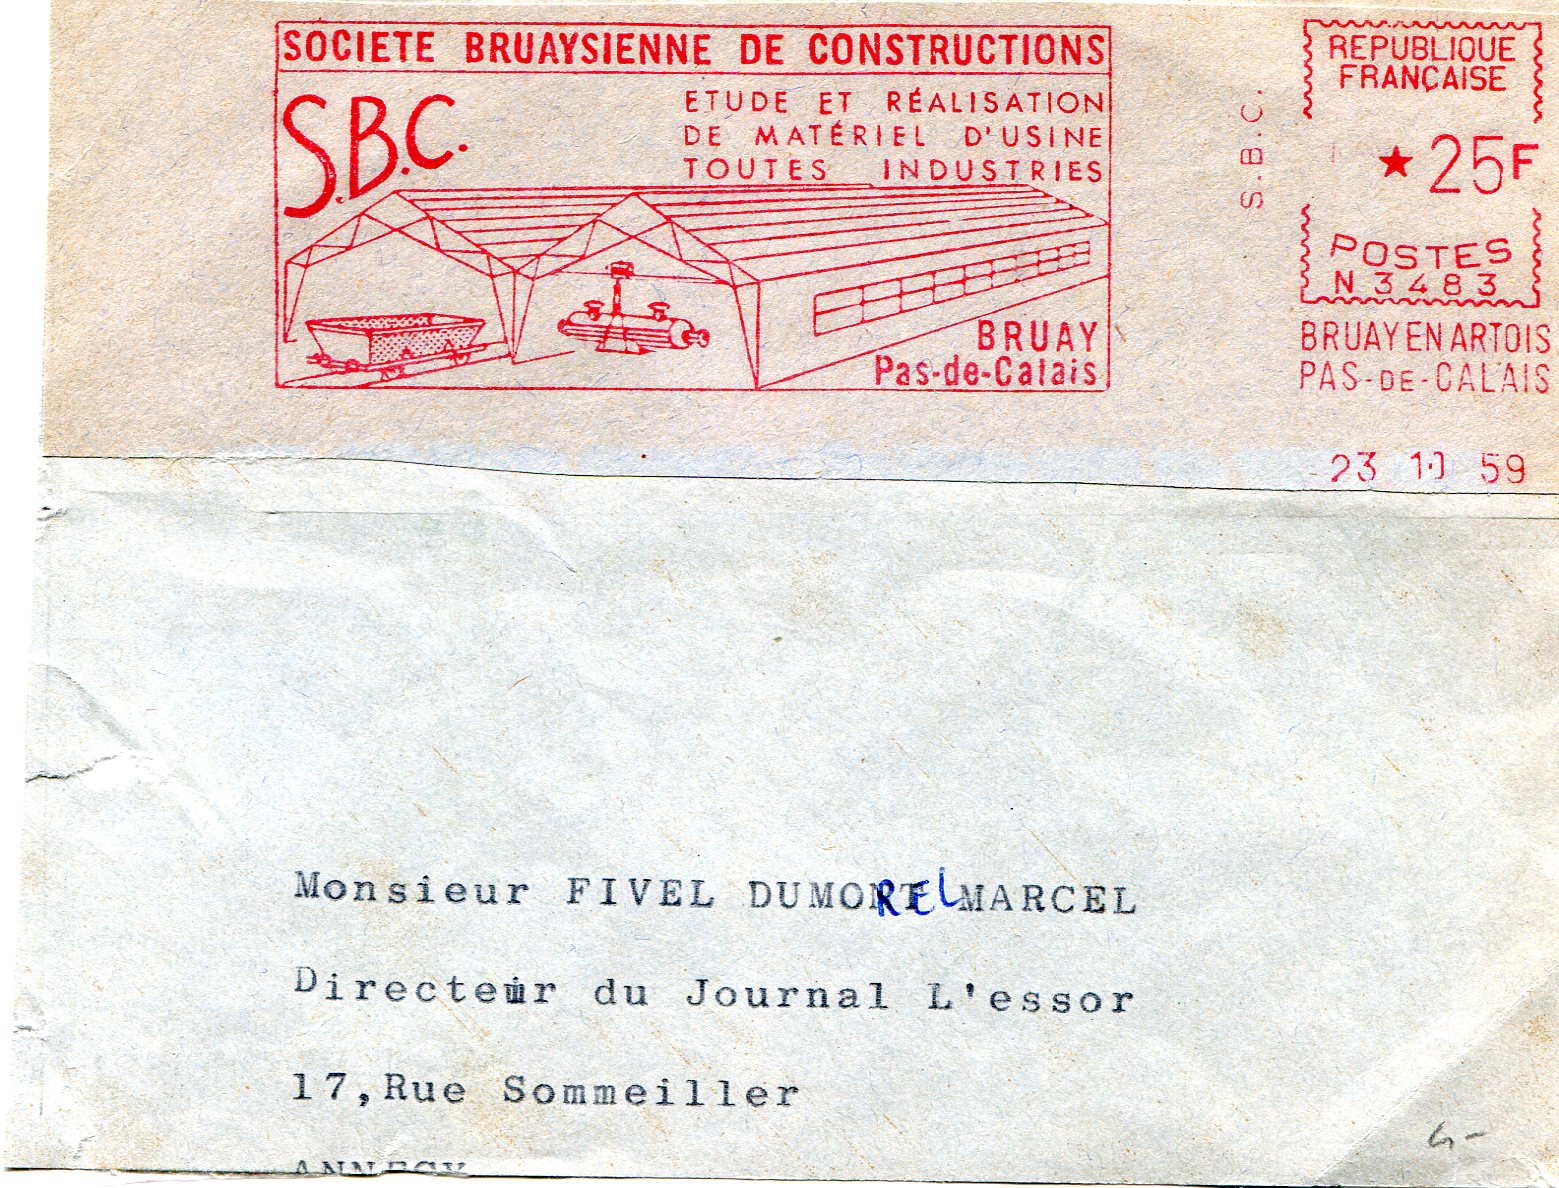 SOCIETE BRUAYSIENNE DE CONSTRUCTIONS
S.B.C.
ETUDE ET RÉALISATION
DE MATÉRIEL D'USINE
TOUTES INDUSTRIES
BRUAY
Pas-de-Calais
S.B.C.
REPUBLIQUE
FRANÇAISE
★ 25F
POSTES
N 3483
BRUAY EN ARTOIS
PAS-DE-CALAIS
23 10 59
Monsieur FIVEL DUMOREL MARCEL
Directeur du Journal L'essor
17,Rue Sommeiller
ANNECY